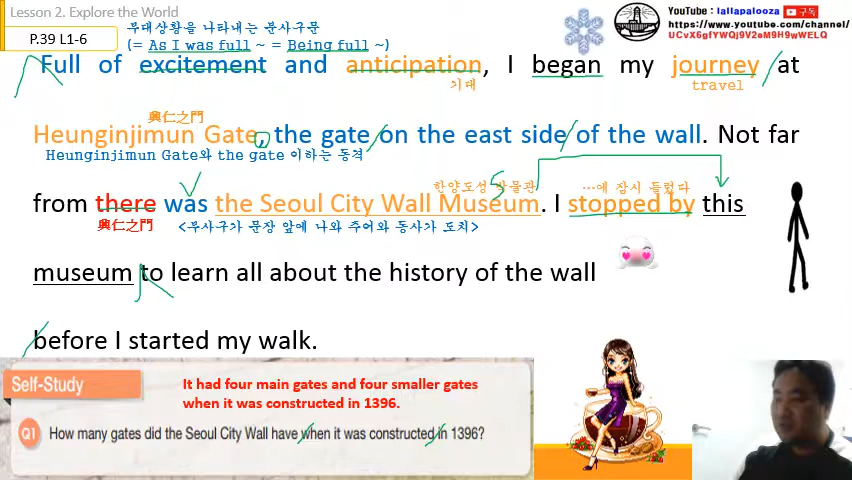 Lesson 2. Explore the World
P.39 L1-6
부대상황을 나타내는 분사구문
(= As I was full ~ = Being full ~)
YouTube : lallapalooza 구독
https://www.youtube.com/channel/
UCvX6gfYWQj9V2eM9H9wWELQ
Full of excitement and anticipation, I began my journey at
기대
travel
興仁之門
Heunginjimun Gate, the gate on the east side of the wall. Not far
Heunginjimun Gate와 the gate 이하는 동격
한양도성 박물관
...에 잠시 들렀다
from there was the Seoul City Wall Museum. I stopped by this
興仁之門
<부사구가 문장 앞에 나와 주어와 동사가 도치>
S
museum to learn all about the history of the wall
before I started my walk.
Self-Study
It had four main gates and four smaller gates
when it was constructed in 1396.
Q1 How many gates did the Seoul City Wall have when it was constructed in 1396?